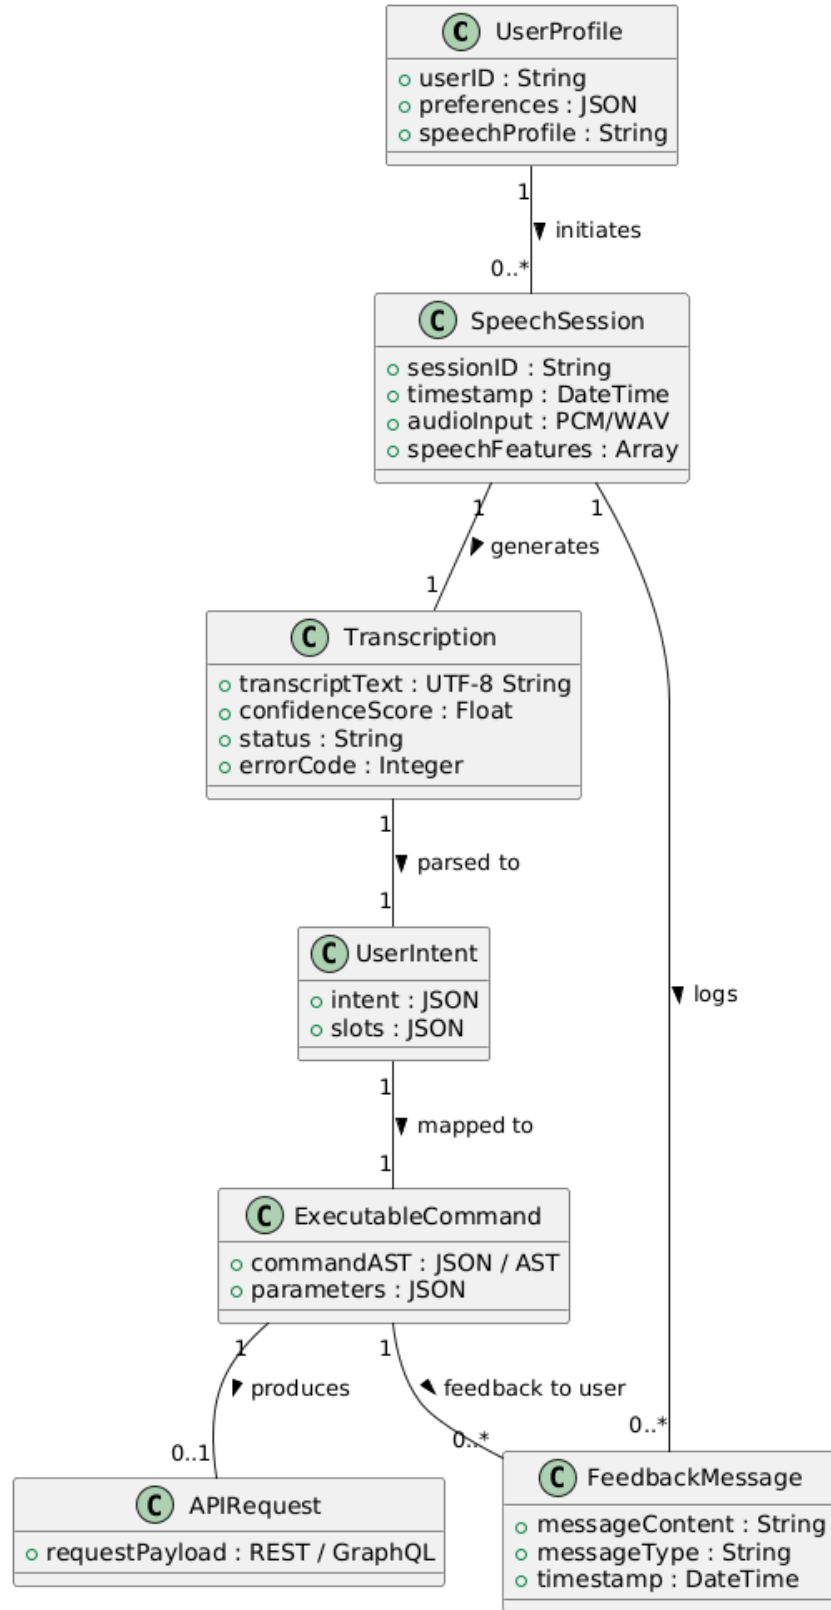 C UserProfile
userID : String
preferences : JSON
speechProfile : String
1
initiates
0..*
C SpeechSession
sessionID : String
timestamp : DateTime
audioInput : PCM/WAV
speechFeatures : Array
1
1
generates
1
C Transcription
transcriptText : UTF-8 String
confidenceScore : Float
status : String
errorCode : Integer
1
parsed to
1
C UserIntent
intent : JSON
slots : JSON
logs
1
mapped to
1
C ExecutableCommand
commandAST : JSON / AST
parameters : JSON
1
1
produces
feedback to user
0..1
0..*
0..*
C APIRequest
requestPayload : REST / GraphQL
C FeedbackMessage
messageContent : String
messageType : String
timestamp : DateTime